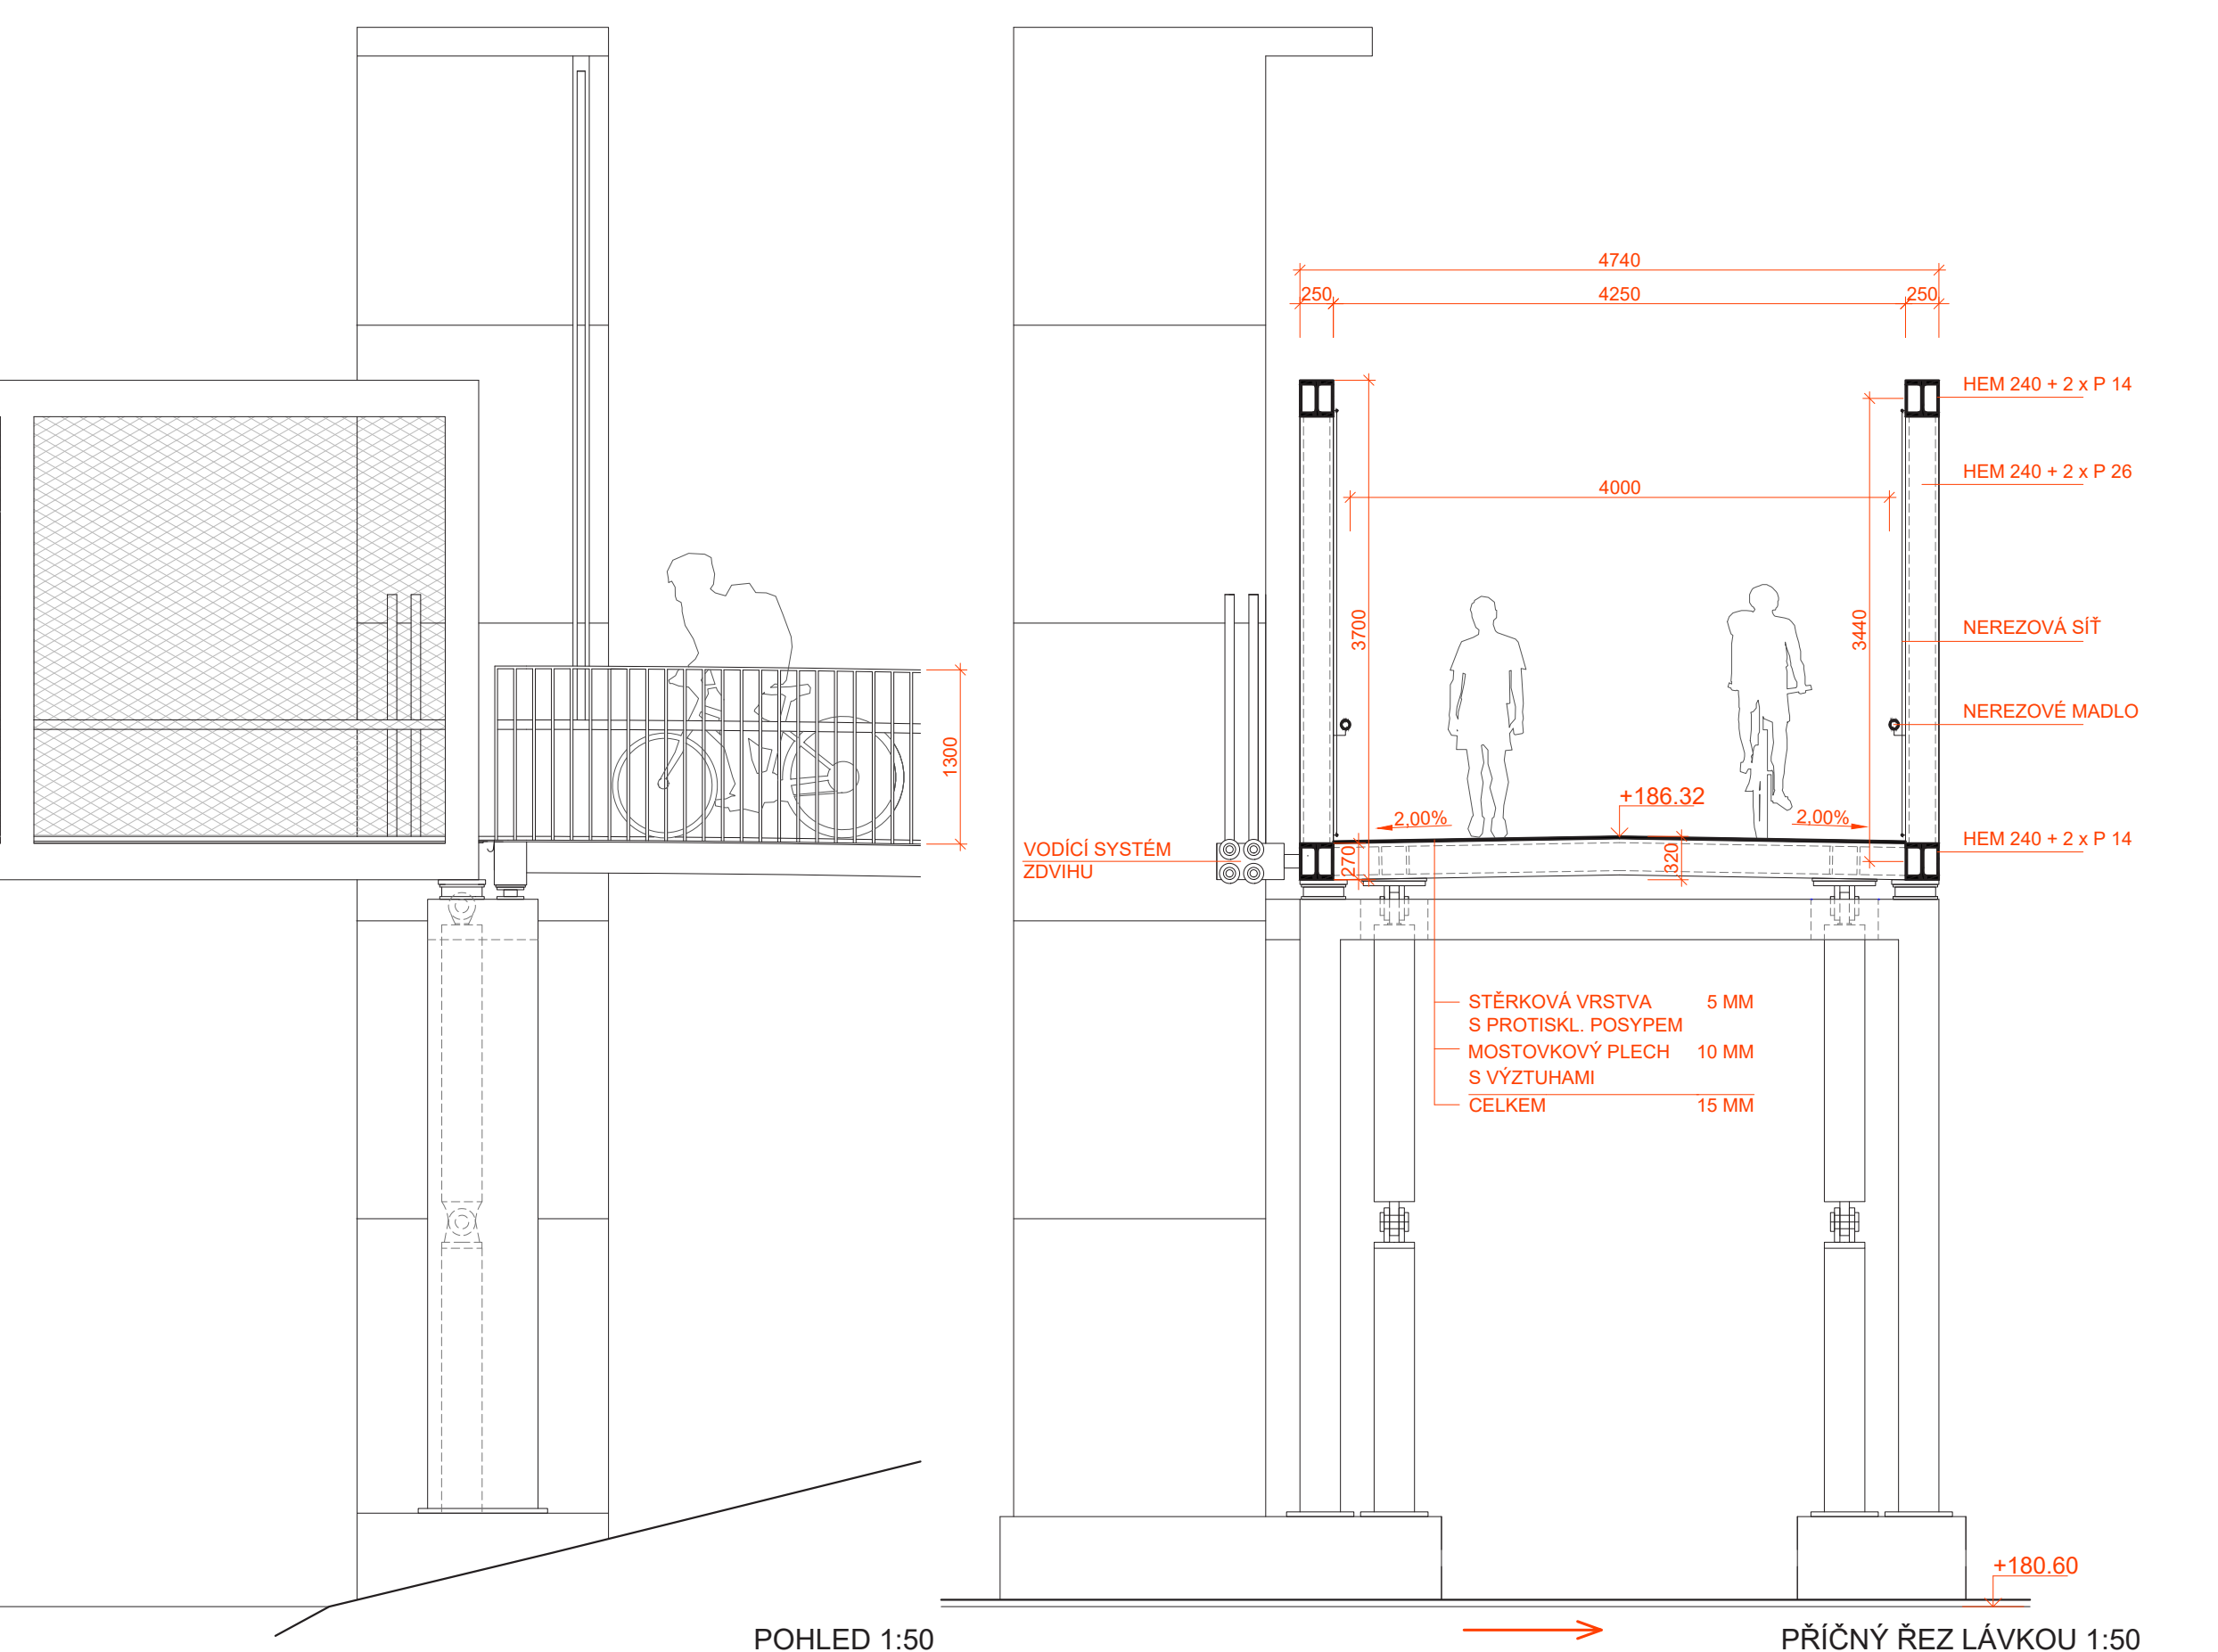 4740
250
4250
250
HEM 240 + 2 x P 14
HEM 240 + 2 x P 26
4000
3700
3440
NEREZOVÁ SÍŤ
NEREZOVÉ MADLO
1300
+186.32
2,00%
2,00%
HEM 240 + 2 x P 14
VODÍCÍ SYSTÉM
ZDVIHU
270
320
STĚRKOVÁ VRSTVA 5 MM
S PROTISKL. POSYPEM
MOSTOVKOVÝ PLECH 10 MM
S VÝZTUHAMI
CELKEM 15 MM
+180.60
POHLED 1:50
PŘÍČNÝ ŘEZ LÁVKOU 1:50